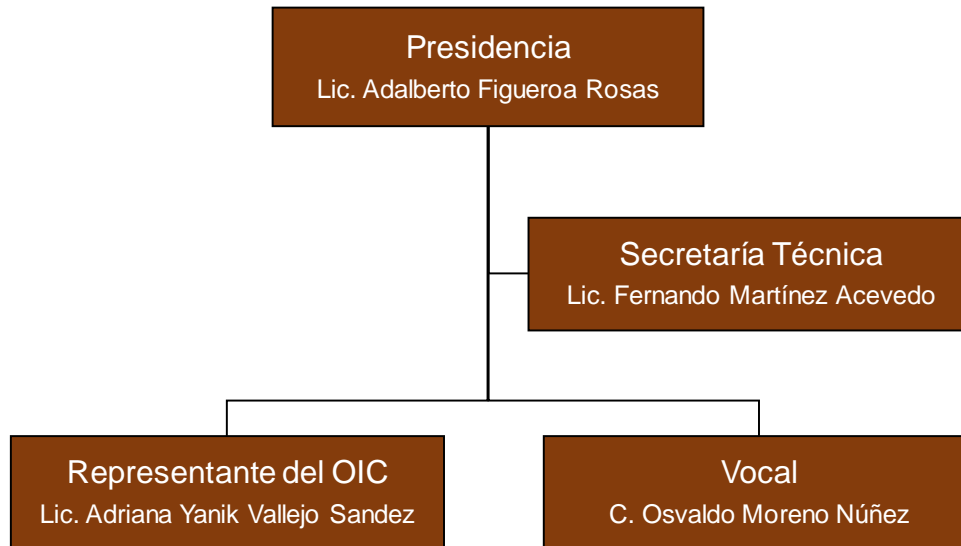 Presidencia
Lic. Adalberto Figueroa Rosas
Secretaría Técnica
Lic. Fernando Martínez Acevedo
Representante del OIC
Lic. Adriana Yanik Vallejo Sandez
Vocal
C. Osvaldo Moreno Núñez